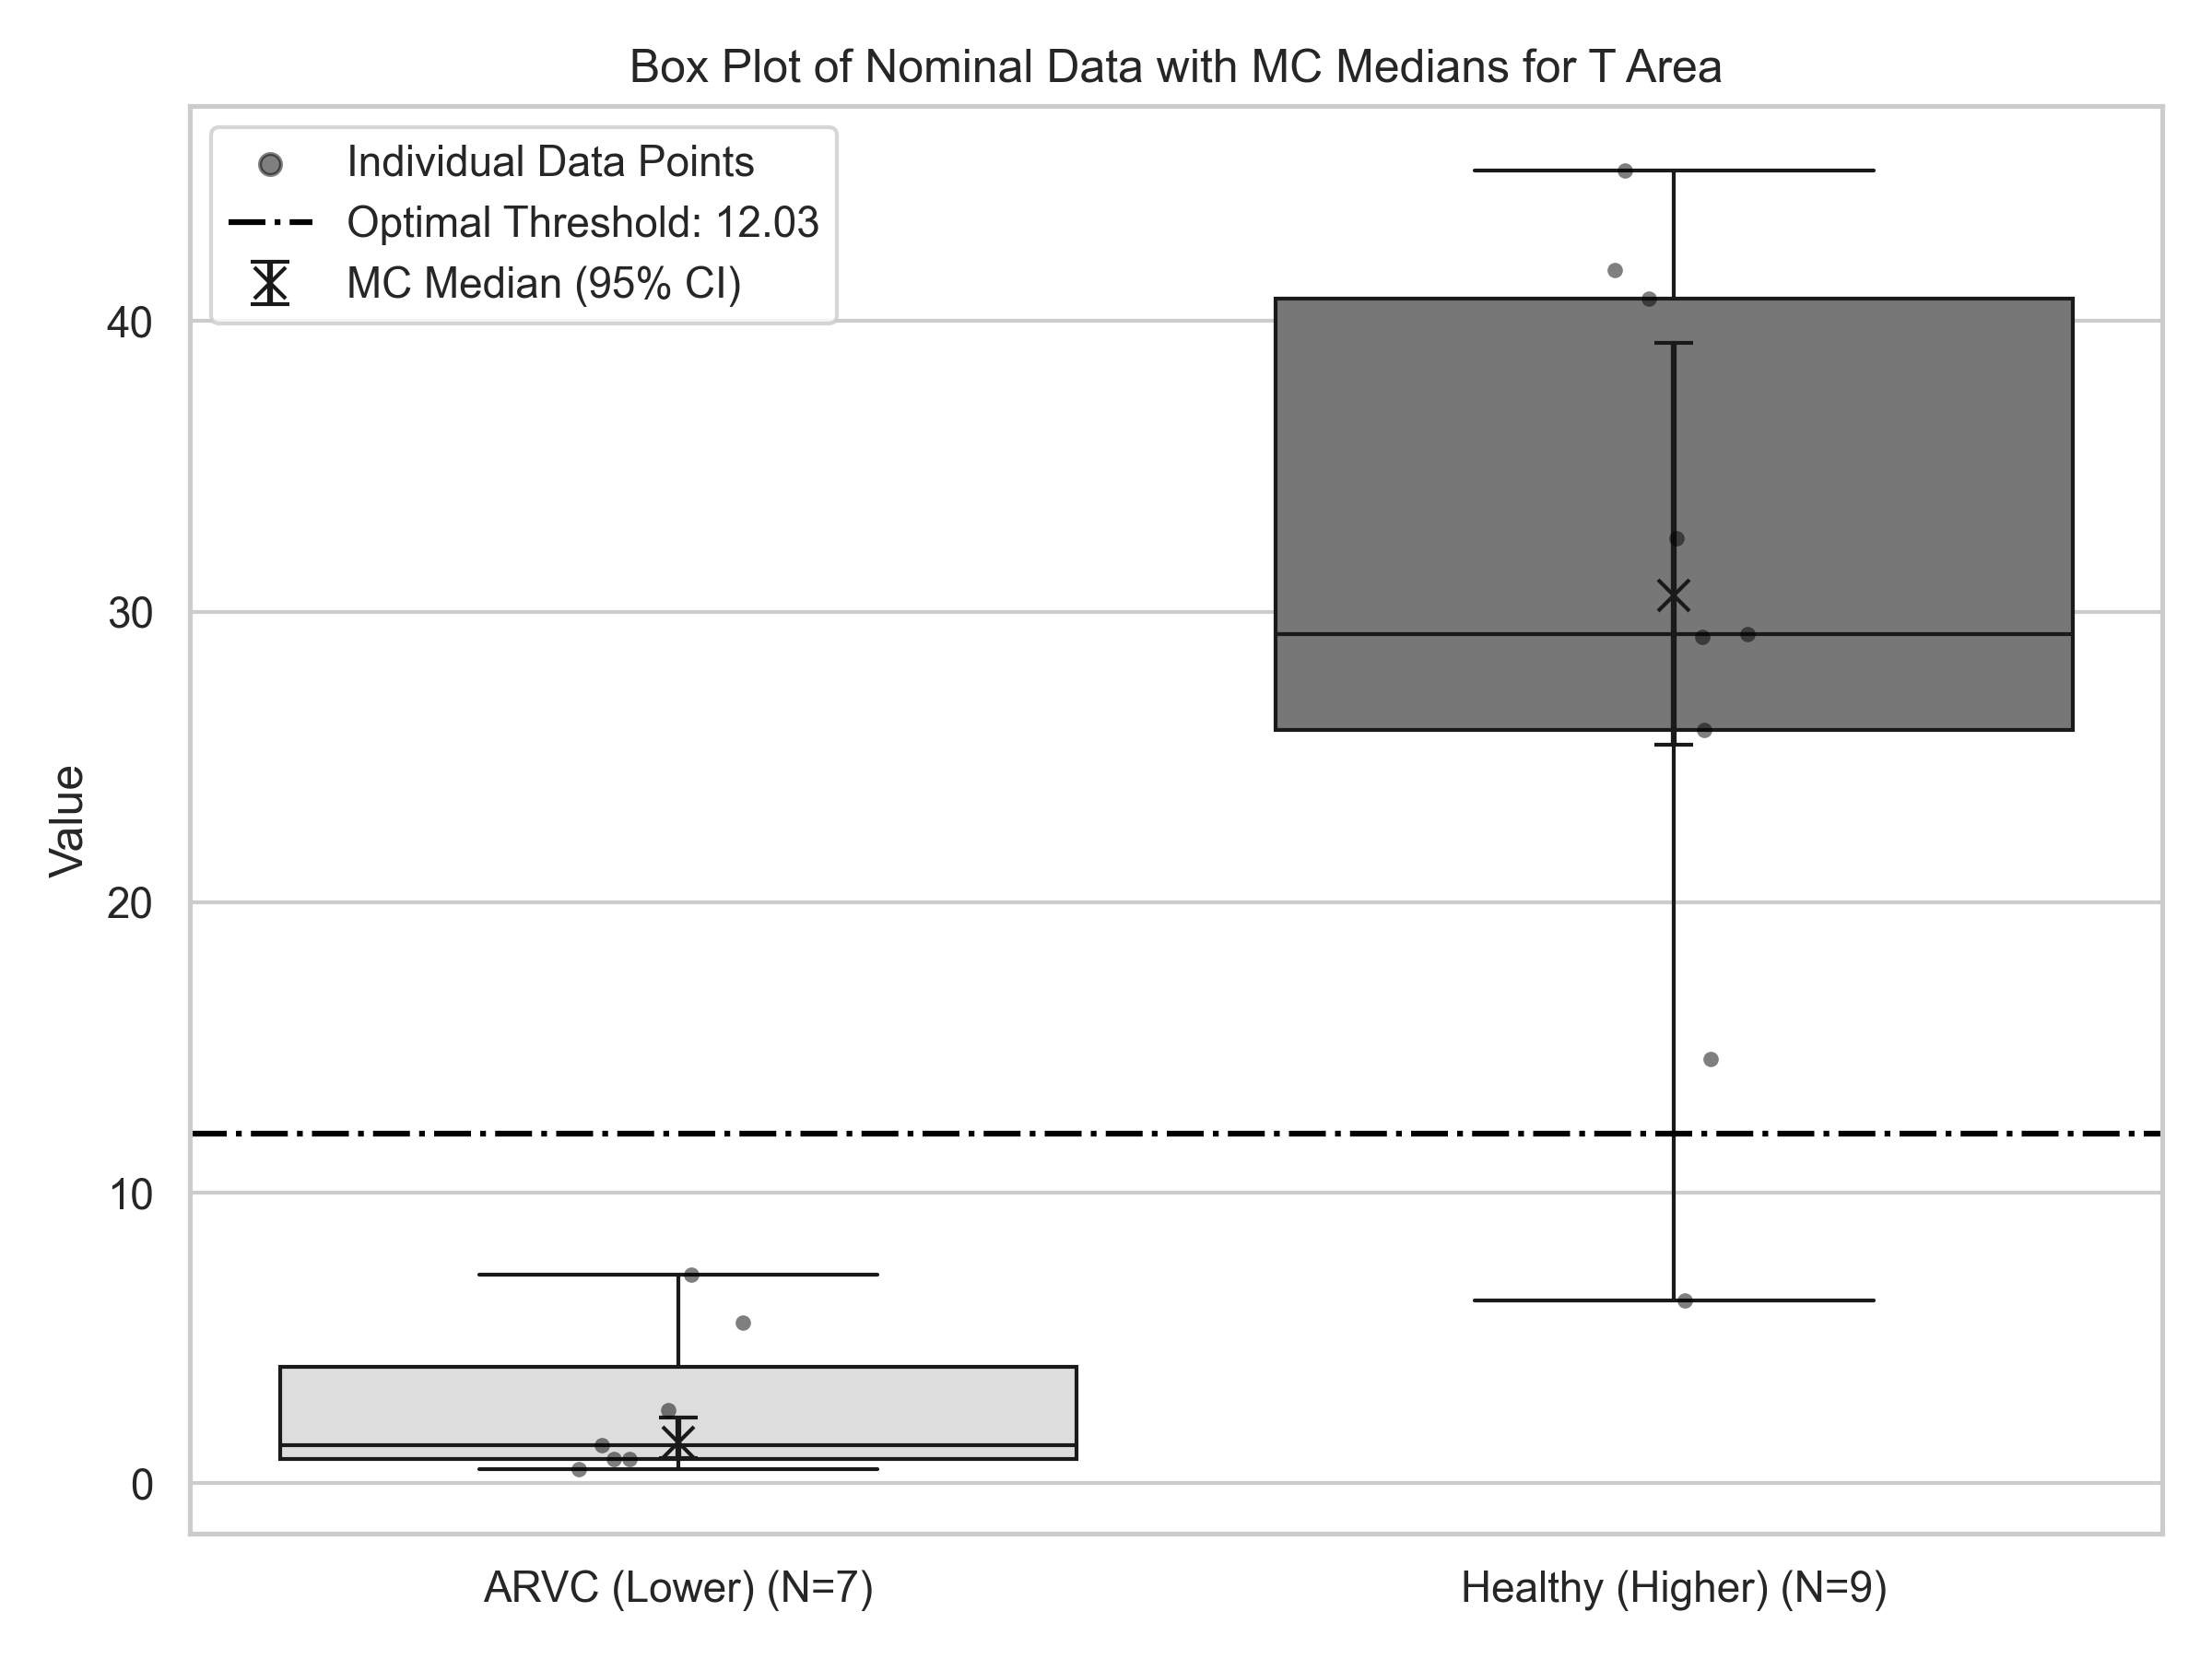 Box Plot of Nominal Data with MC Medians for T Area
Individual Data Points
Optimal Threshold: 12.03
MC Median (95% CI)
40
30
20
10
0
Value
ARVC (Lower) (N=7)
Healthy (Higher) (N=9)